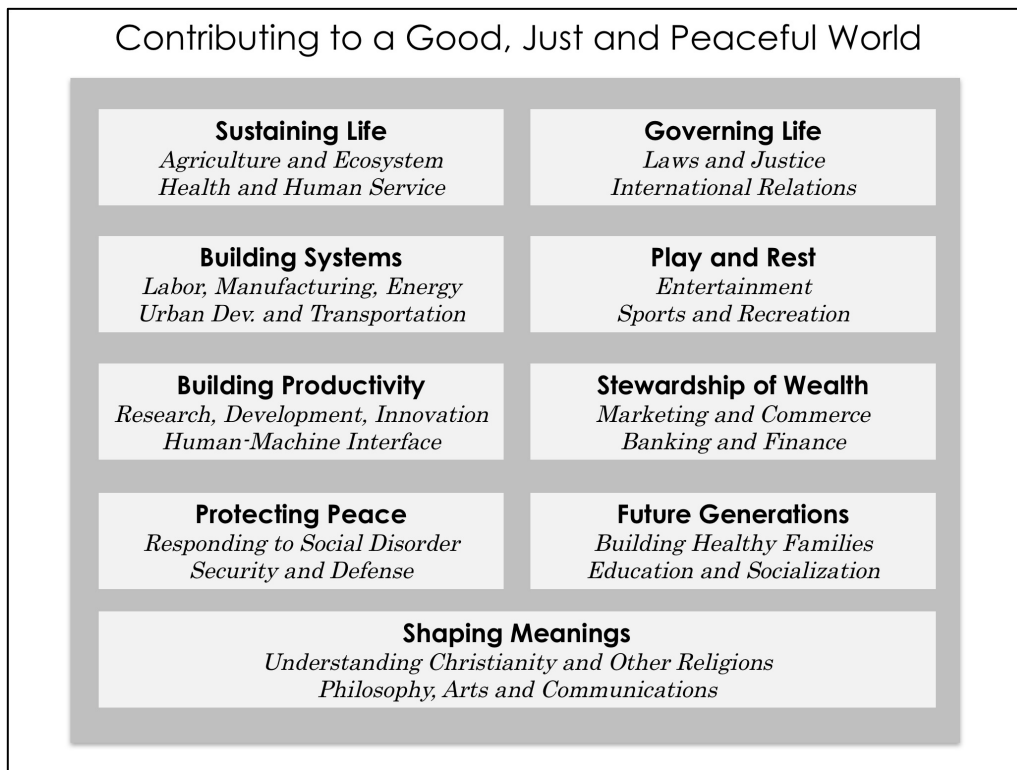 Contributing to a Good, Just and Peaceful World
Sustaining Life
Agriculture and Ecosystem
Health and Human Service
Governing Life
Laws and Justice
International Relations
Building Systems
Labor, Manufacturing, Energy
Urban Dev. and Transportation
Play and Rest
Entertainment
Sports and Recreation
Building Productivity
Research, Development, Innovation
Human-Machine Interface
Stewardship of Wealth
Marketing and Commerce
Banking and Finance
Protecting Peace
Responding to Social Disorder
Security and Defense
Future Generations
Building Healthy Families
Education and Socialization
Shaping Meanings
Understanding Christianity and Other Religions
Philosophy, Arts and Communications